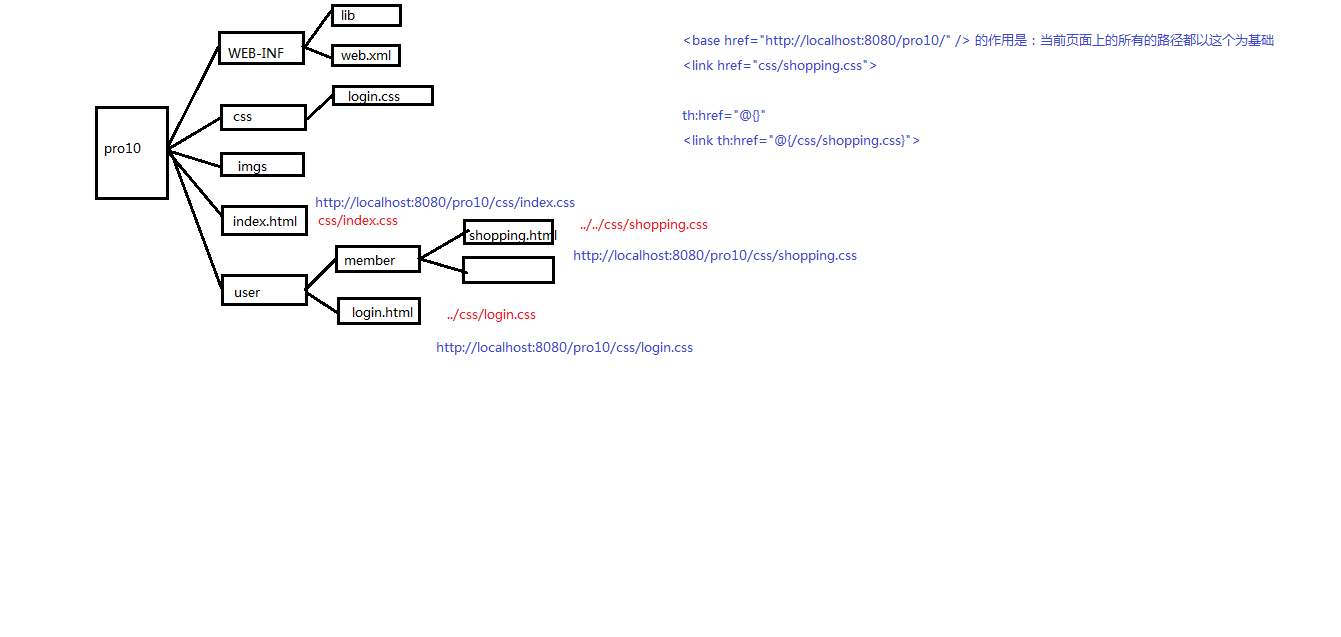 lib
WEB-INF
web.xml
login.css
css
pro10
imgs
http://localhost:8080/pro10/css/index.css
index.html
css/index.css
shopping.html
../../css/shopping.css
http://localhost:8080/pro10/css/shopping.css
member
user
login.html
../css/login.css
http://localhost:8080/pro10/css/login.css
<base href="http://localhost:8080/pro10/" /> 的作用是：当前页面上的所有的路径都以这个为基础
<link href="css/shopping.css">
th:href="@{}"
<link th:href="@{/css/shopping.css}">